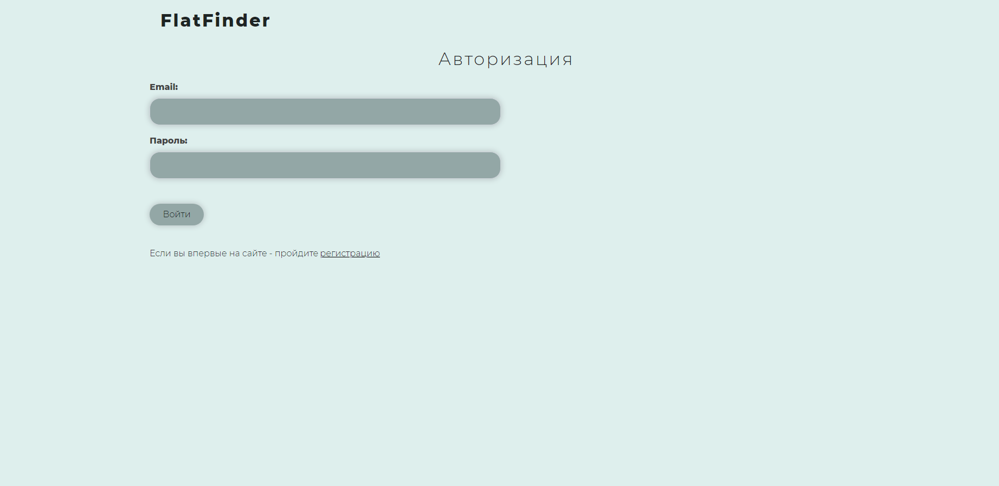 FlatFinder
Авторизация
Email:
Пароль:
Войти
Если вы впервые на сайте - пройдите регистрацию